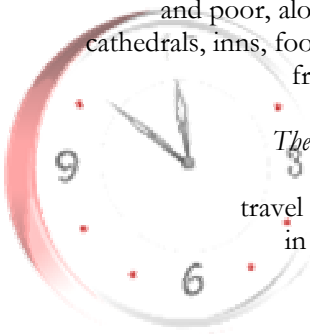 and poor, alo
cathedrals, inns, foo
fr
The
9
3
travel
in
6